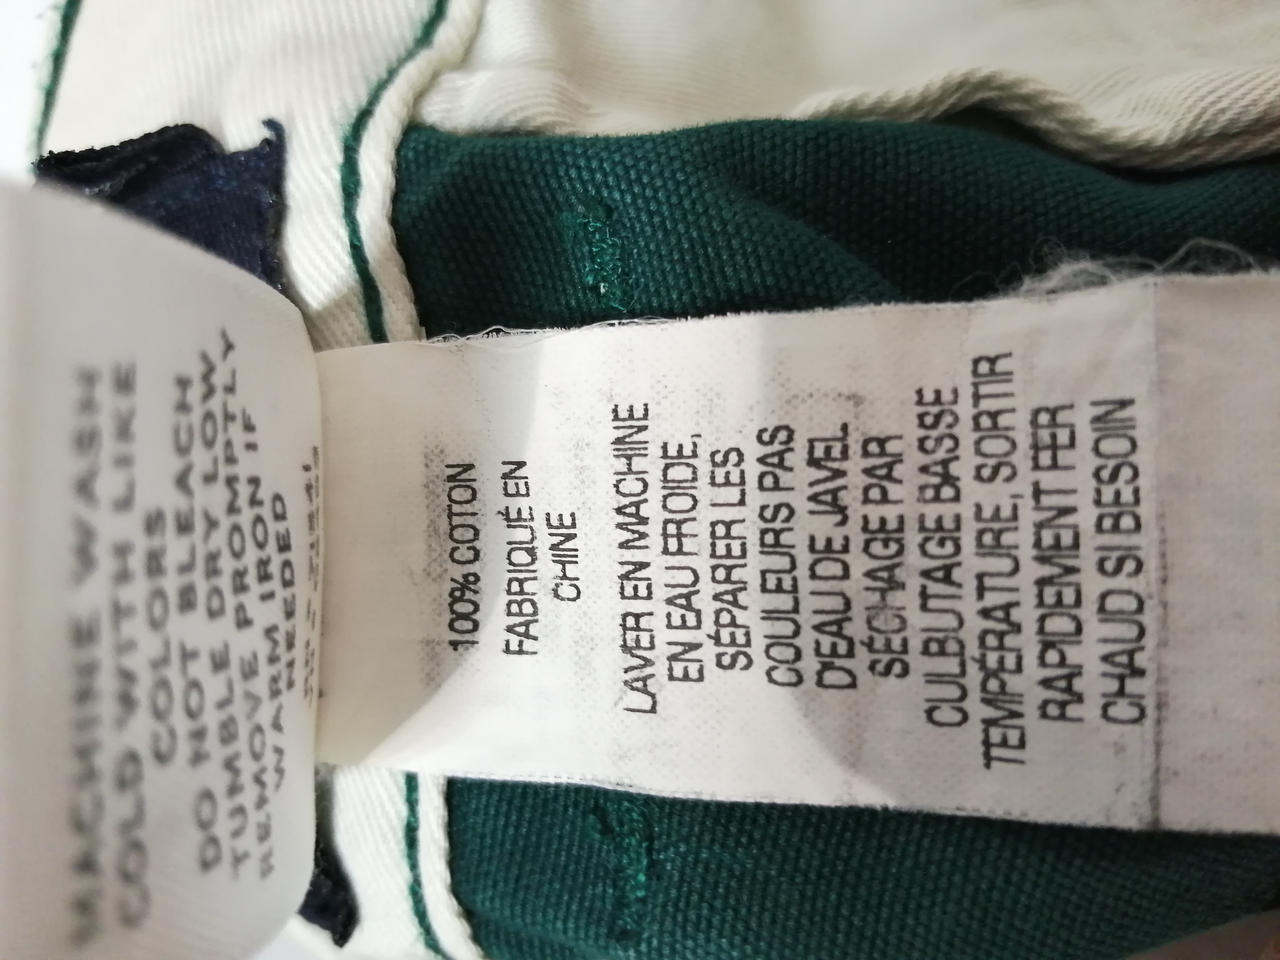 MACHINE WASH
COLD WITH LIKE
COLORS
DO NOT BLEACH
TUMBLE DRY LOW
REMOVE PROMPTLY
WARM IRON IF
NEEDED
100% COTON
FABRIQUÉ EN
CHINE
LAVER EN MACHINE
EN EAU FROIDE,
SÉPARER LES
COULEURS PAS
D'EAU DE JAVEL
SÉCHAGE PAR
CULBUTAGE BASSE
TEMPÉRATURE, SORTIR
RAPIDEMENT FER
CHAUD SI BESOIN